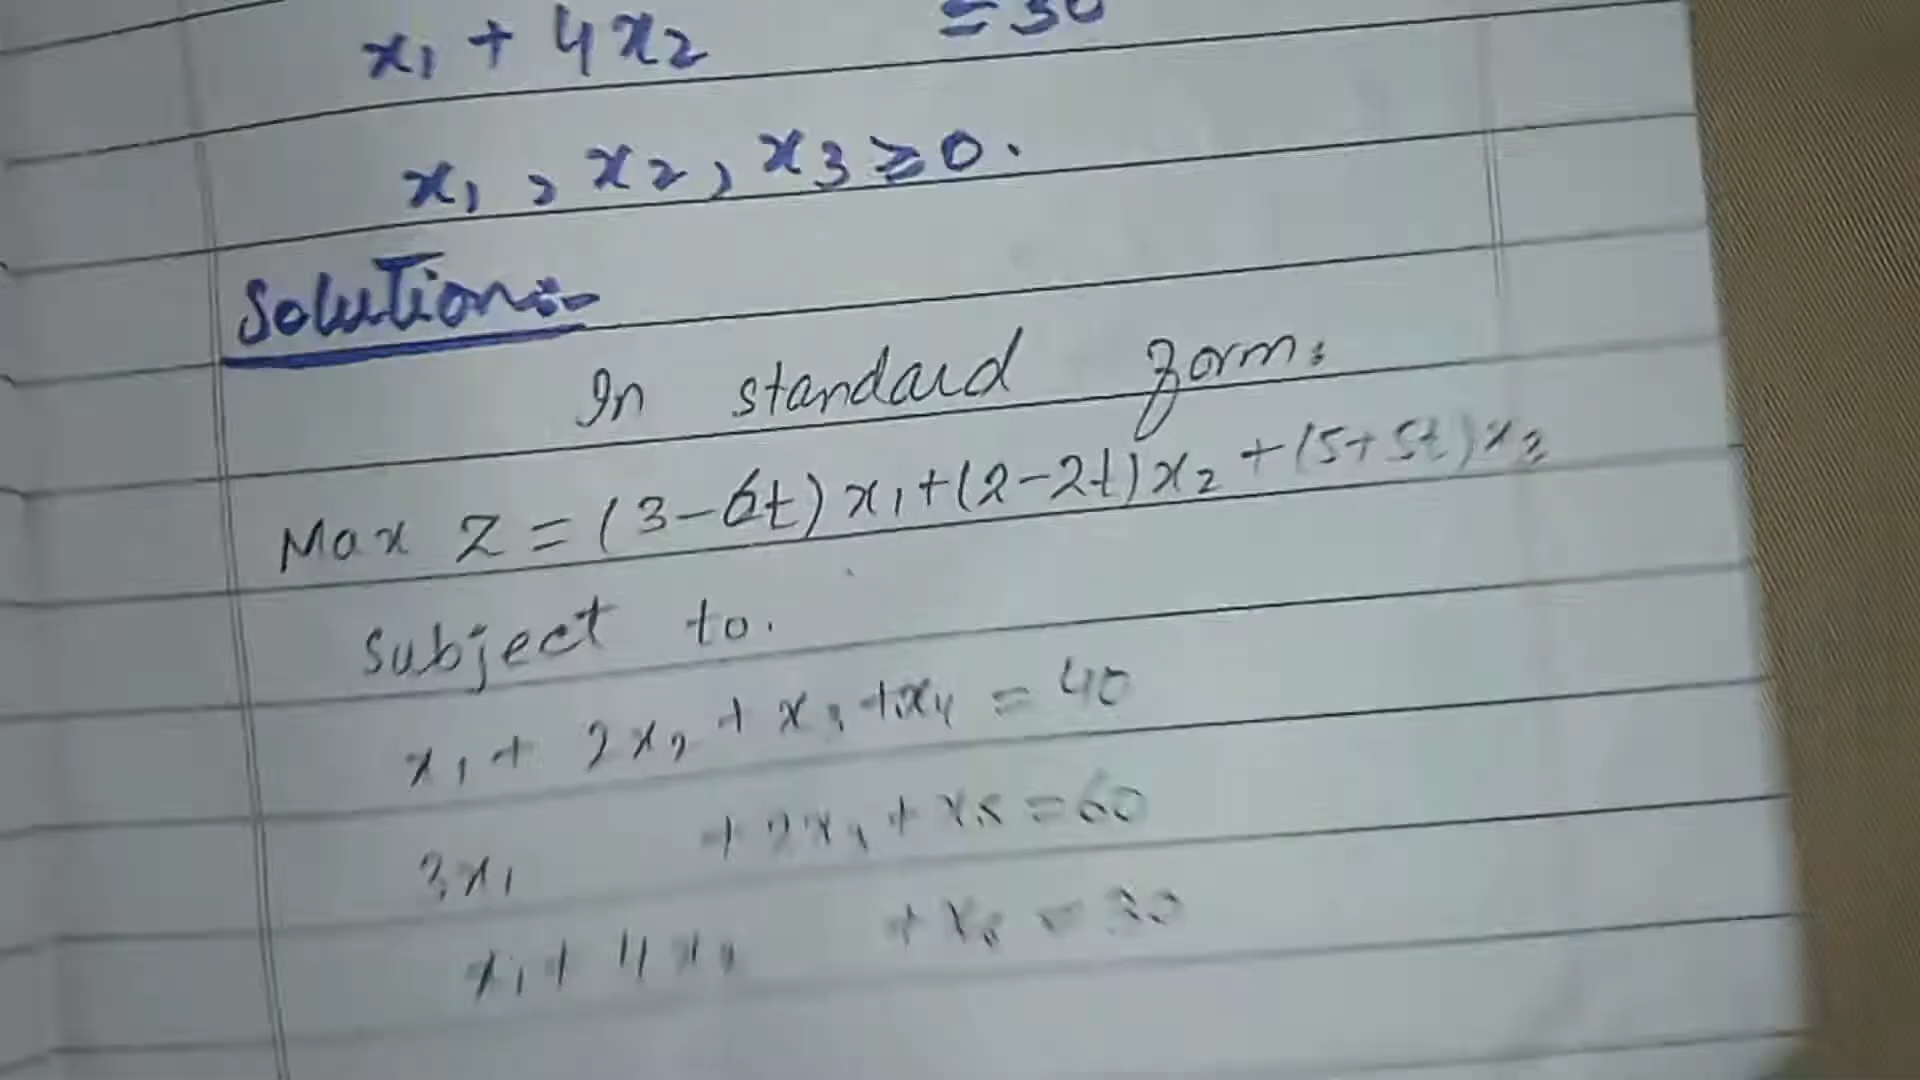 x₁ + 4x₂ = 30
x₁, x₂, x₃ ≥ 0.
Solution:-
In standard form:
Max Z = (3-6t)x₁+(2-2t)x₂+(5+5t)x₃
Subject to.
x₁+ 2x₂ + x₃ +x₄ = 40
3x₁ + 2x₃ + x₅ = 60
x₁+ 4x₂ + x₆ = 30